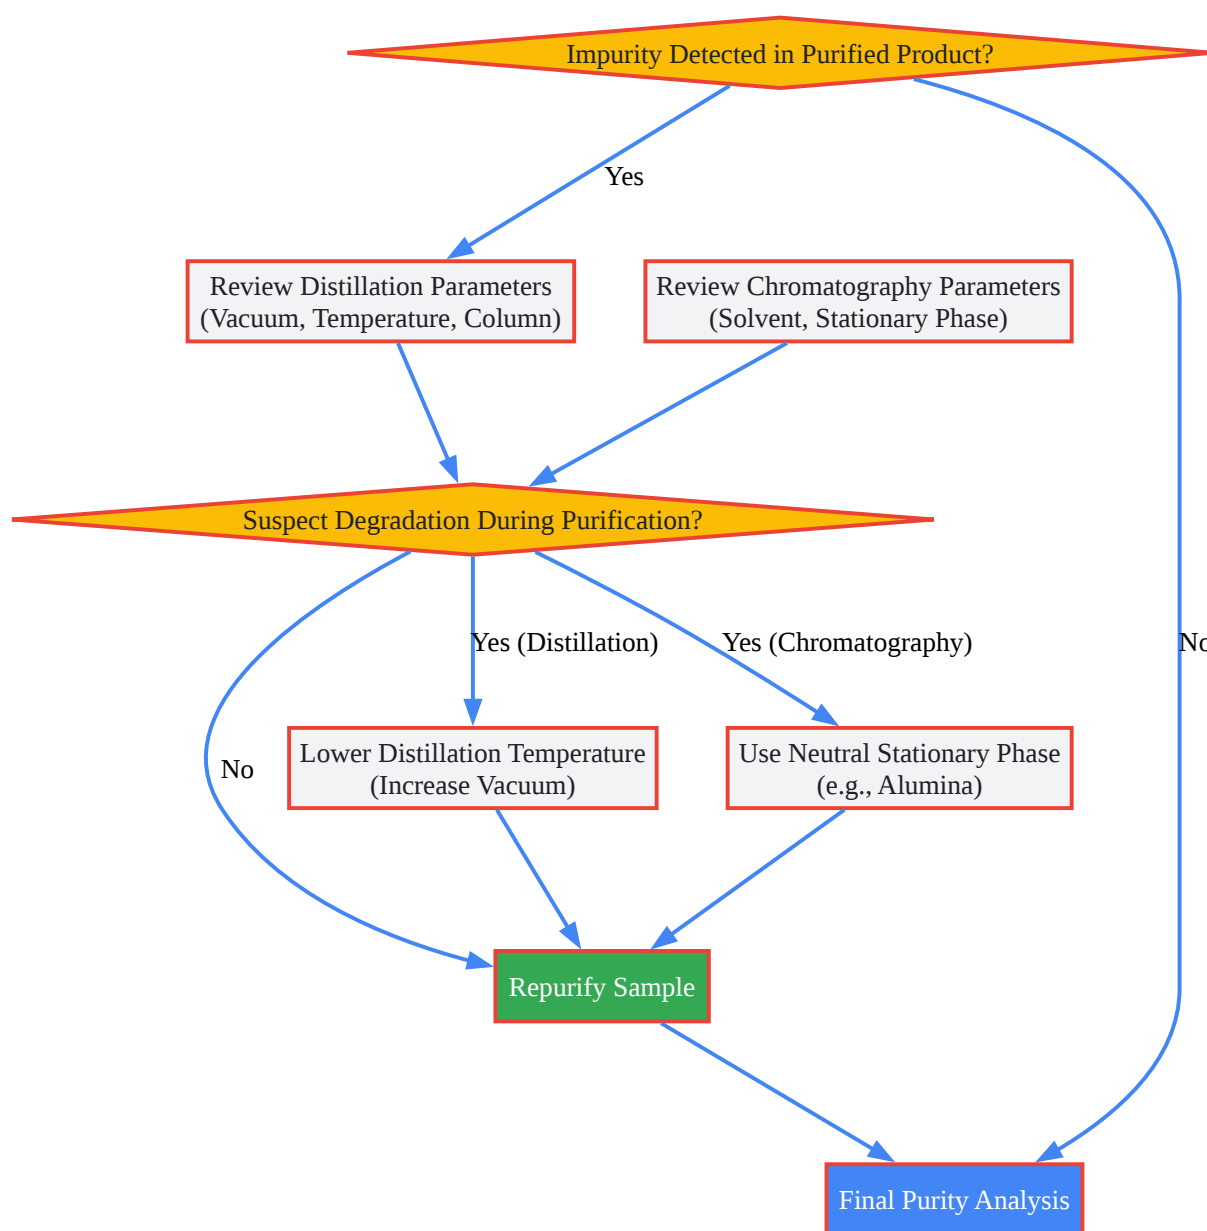 Impurity Detected in Purified Product?
Yes
Review Distillation Parameters
(Vacuum, Temperature, Column)
Review Chromatography Parameters
(Solvent, Stationary Phase)
Suspect Degradation During Purification?
Yes (Distillation)
Yes (Chromatography)
No
Lower Distillation Temperature
(Increase Vacuum)
Use Neutral Stationary Phase
(e.g., Alumina)
No
Repurify Sample
Final Purity Analysis